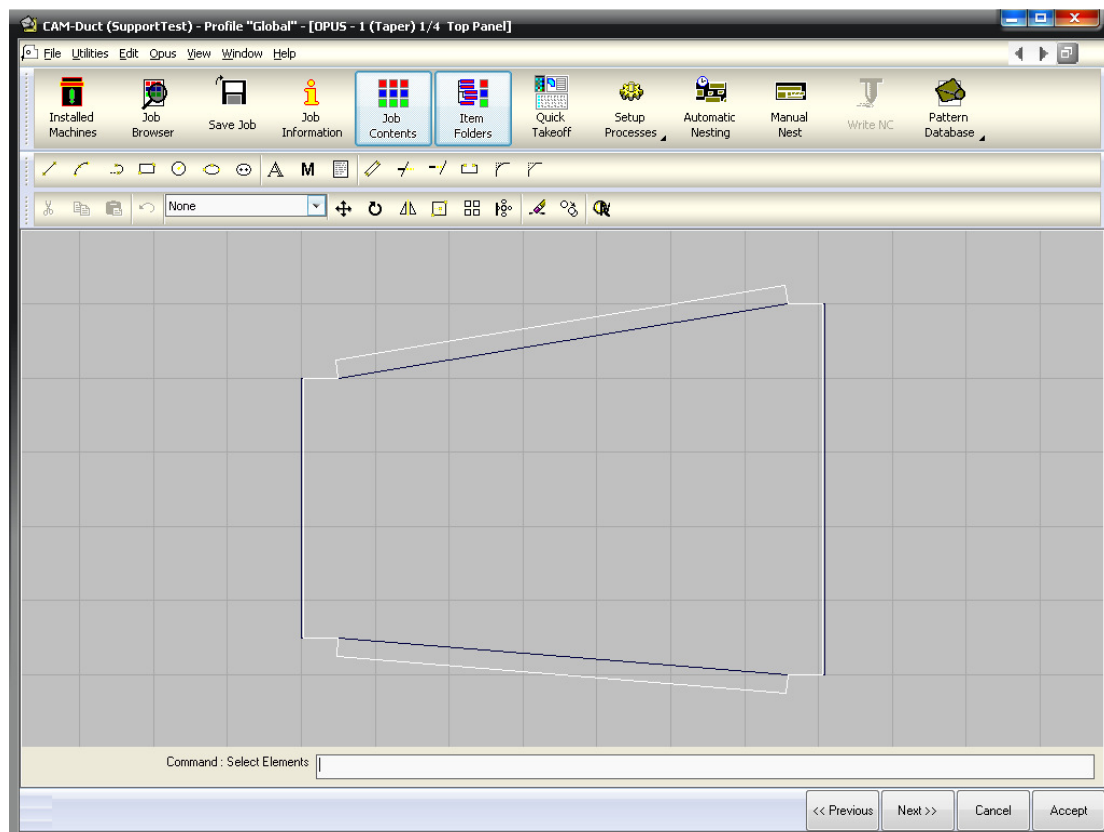 CAM-Duct (SupportTest) - Profile "Global" - [OPUS - 1 (Taper) 1/4 Top Panel]
File Utilities Edit Opus View Window Help
Installed Machines
Job Browser
Save Job
Job Information
Job Contents
Item Folders
Quick Takeoff
Setup Processes
Automatic Nesting
Manual Nest
Write NC
Pattern Database
A M
None
Command : Select Elements
<< Previous Next >> Cancel Accept